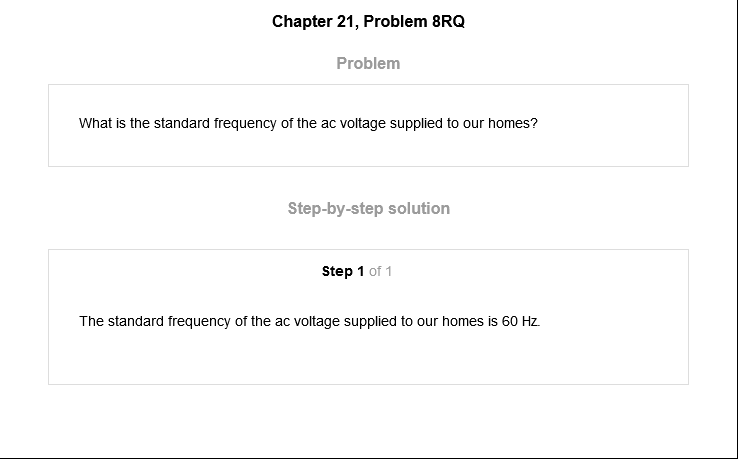 Chapter 21, Problem 8RQ
Problem
What is the standard frequency of the ac voltage supplied to our homes?
Step-by-step solution
Step 1 of 1
The standard frequency of the ac voltage supplied to our homes is 60 Hz.